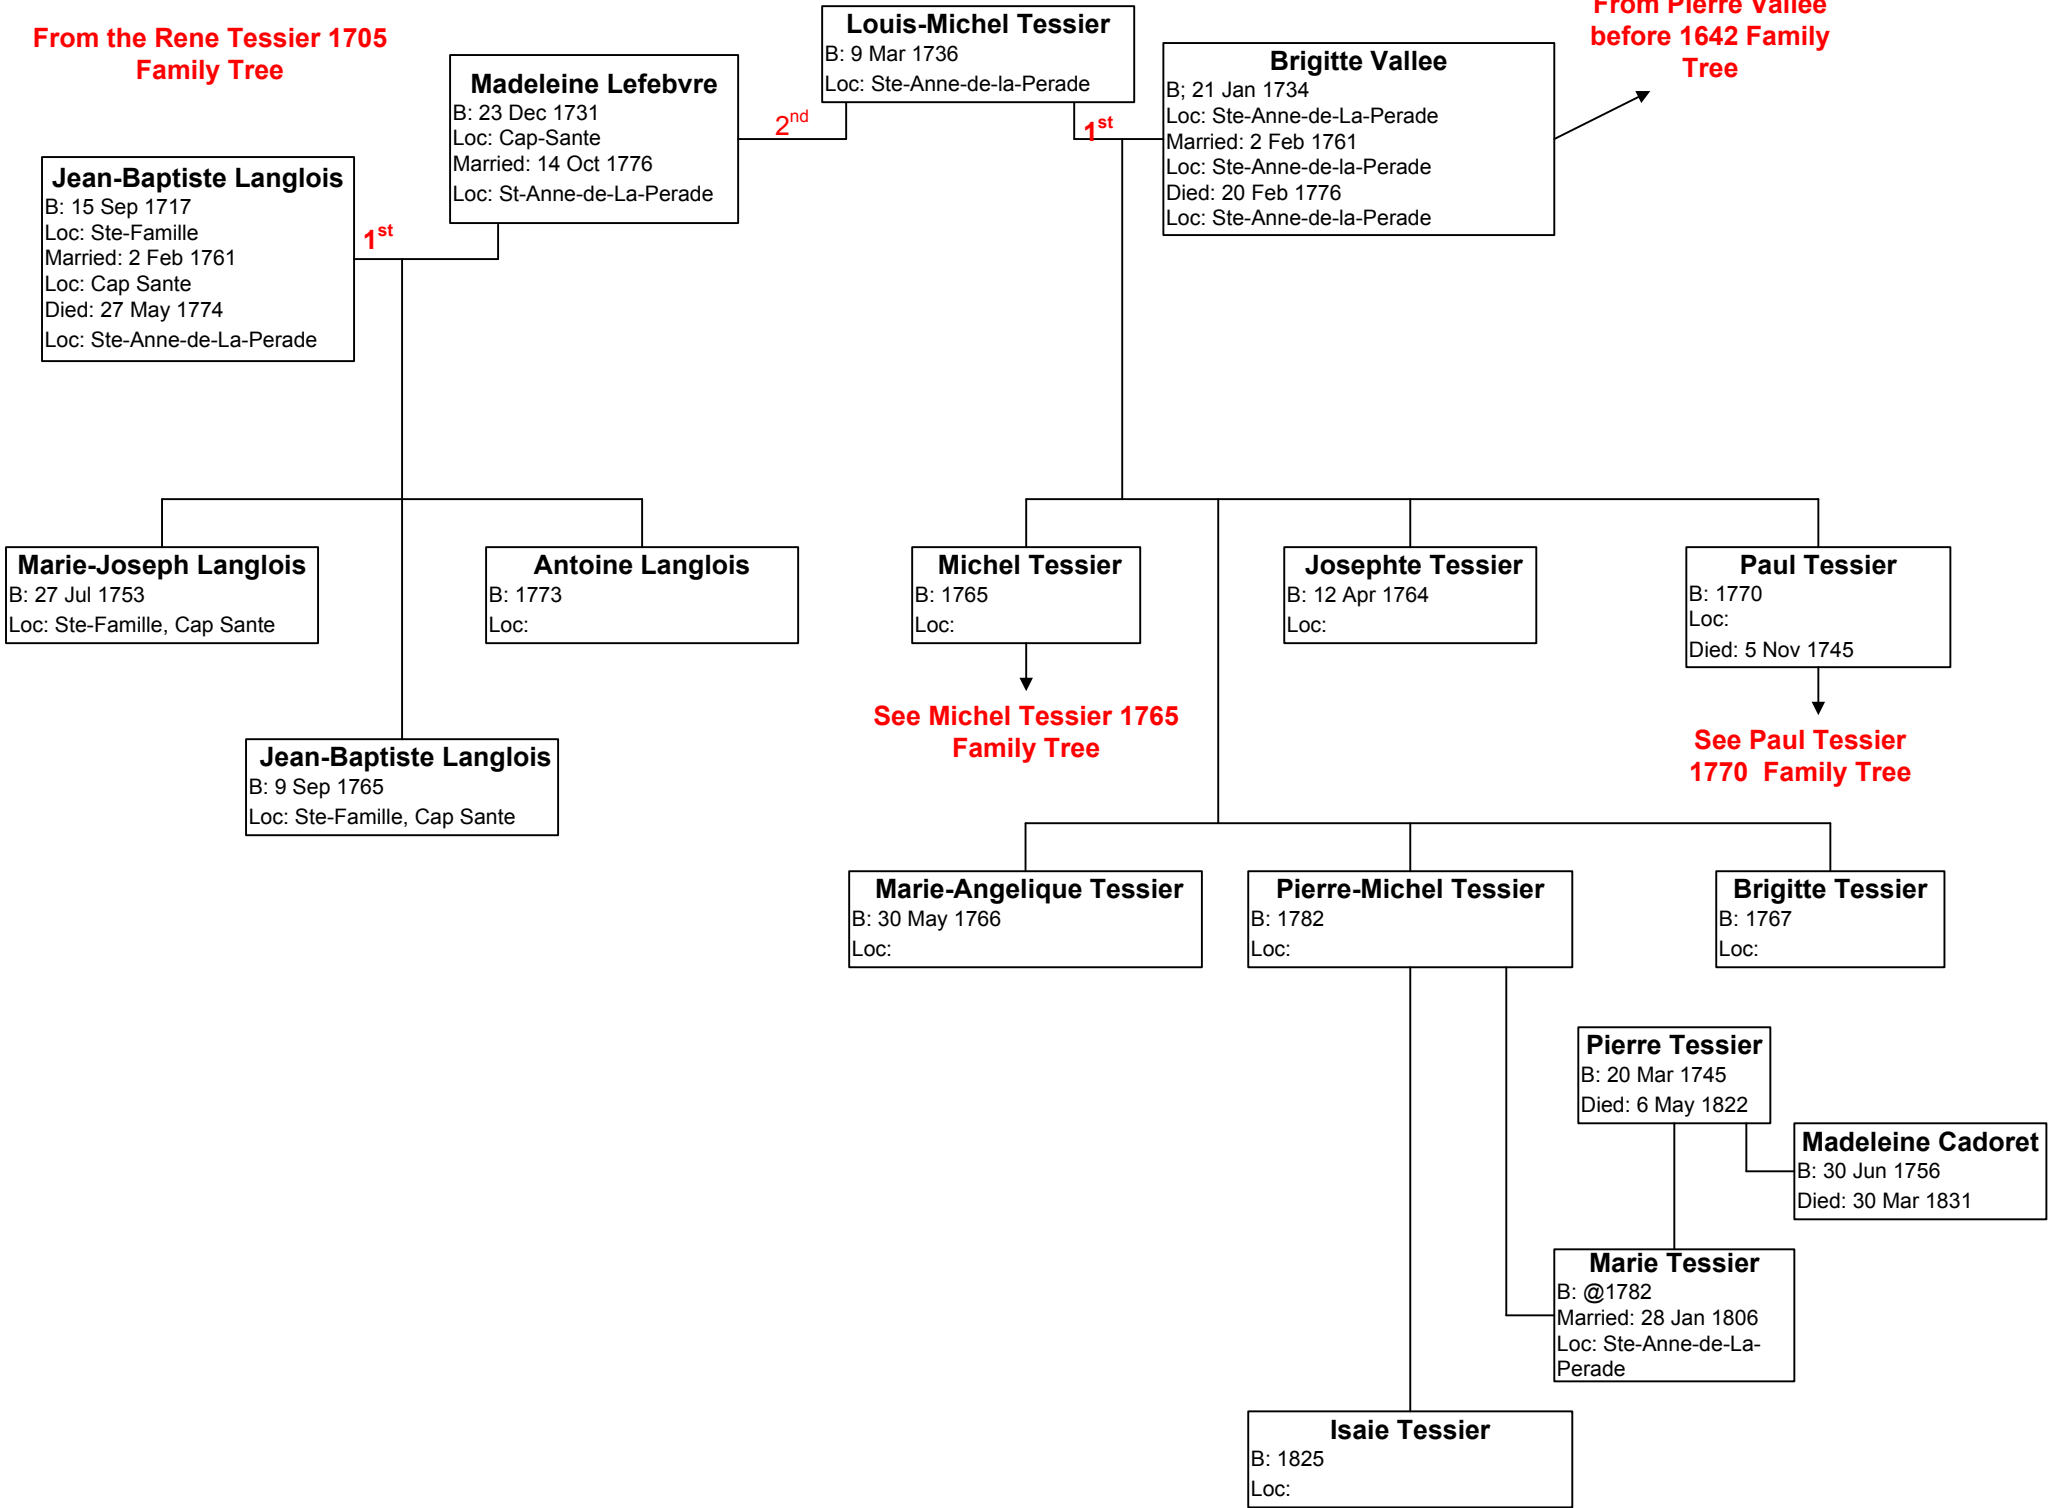 From the Rene Tessier 1705
Family Tree
Louis-Michel Tessier
B: 9 Mar 1736
Loc: Ste-Anne-de-la-Perade
From Pierre Vallee
before 1642 Family
Tree
Madeleine Lefebvre
B: 23 Dec 1731
Loc: Cap-Sante
Married: 14 Oct 1776
Loc: St-Anne-de-La-Perade
2nd
1st
Brigitte Vallee
B; 21 Jan 1734
Loc: Ste-Anne-de-La-Perade
Married: 2 Feb 1761
Loc: Ste-Anne-de-la-Perade
Died: 20 Feb 1776
Loc: Ste-Anne-de-la-Perade
Jean-Baptiste Langlois
B: 15 Sep 1717
Loc: Ste-Famille
Married: 2 Feb 1761
Loc: Cap Sante
Died: 27 May 1774
Loc: Ste-Anne-de-La-Perade
1st
Marie-Joseph Langlois
B: 27 Jul 1753
Loc: Ste-Famille, Cap Sante
Antoine Langlois
B: 1773
Loc:
Michel Tessier
B: 1765
Loc:
Josephte Tessier
B: 12 Apr 1764
Loc:
Paul Tessier
B: 1770
Loc:
Died: 5 Nov 1745
See Michel Tessier 1765
Family Tree
See Paul Tessier
1770 Family Tree
Jean-Baptiste Langlois
B: 9 Sep 1765
Loc: Ste-Famille, Cap Sante
Marie-Angelique Tessier
B: 30 May 1766
Loc:
Pierre-Michel Tessier
B: 1782
Loc:
Brigitte Tessier
B: 1767
Loc:
Pierre Tessier
B: 20 Mar 1745
Died: 6 May 1822
Madeleine Cadoret
B: 30 Jun 1756
Died: 30 Mar 1831
Marie Tessier
B: @1782
Married: 28 Jan 1806
Loc: Ste-Anne-de-La-
Perade
Isaie Tessier
B: 1825
Loc: